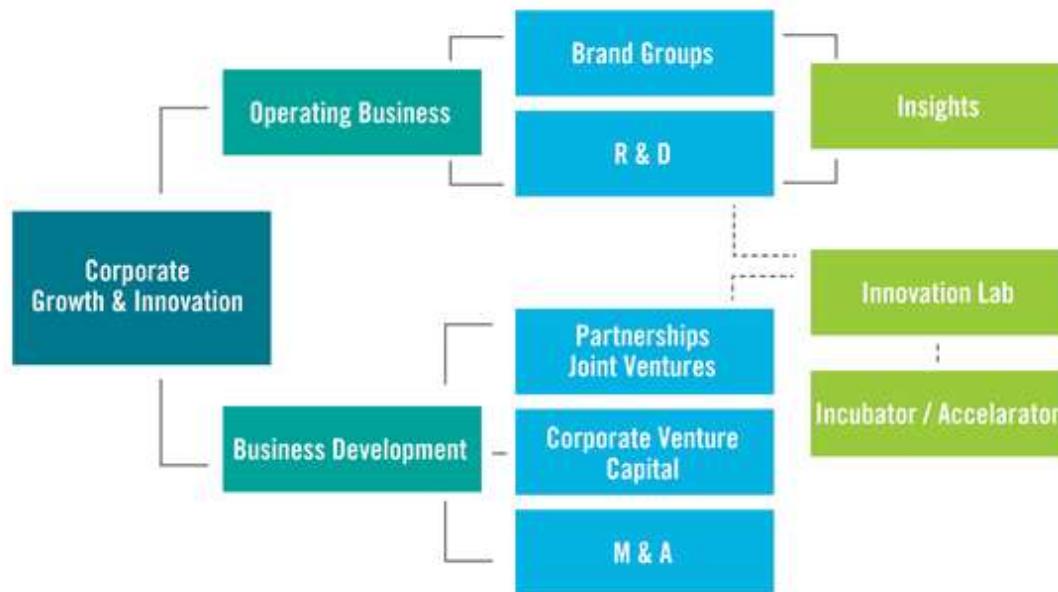 Brand Groups
Operating Business
Insights
R & D
Corporate
Growth & Innovation
Innovation Lab
Partnerships
Joint Ventures
Incubator / Accelarator
Business Development
Corporate Venture
Capital
M & A